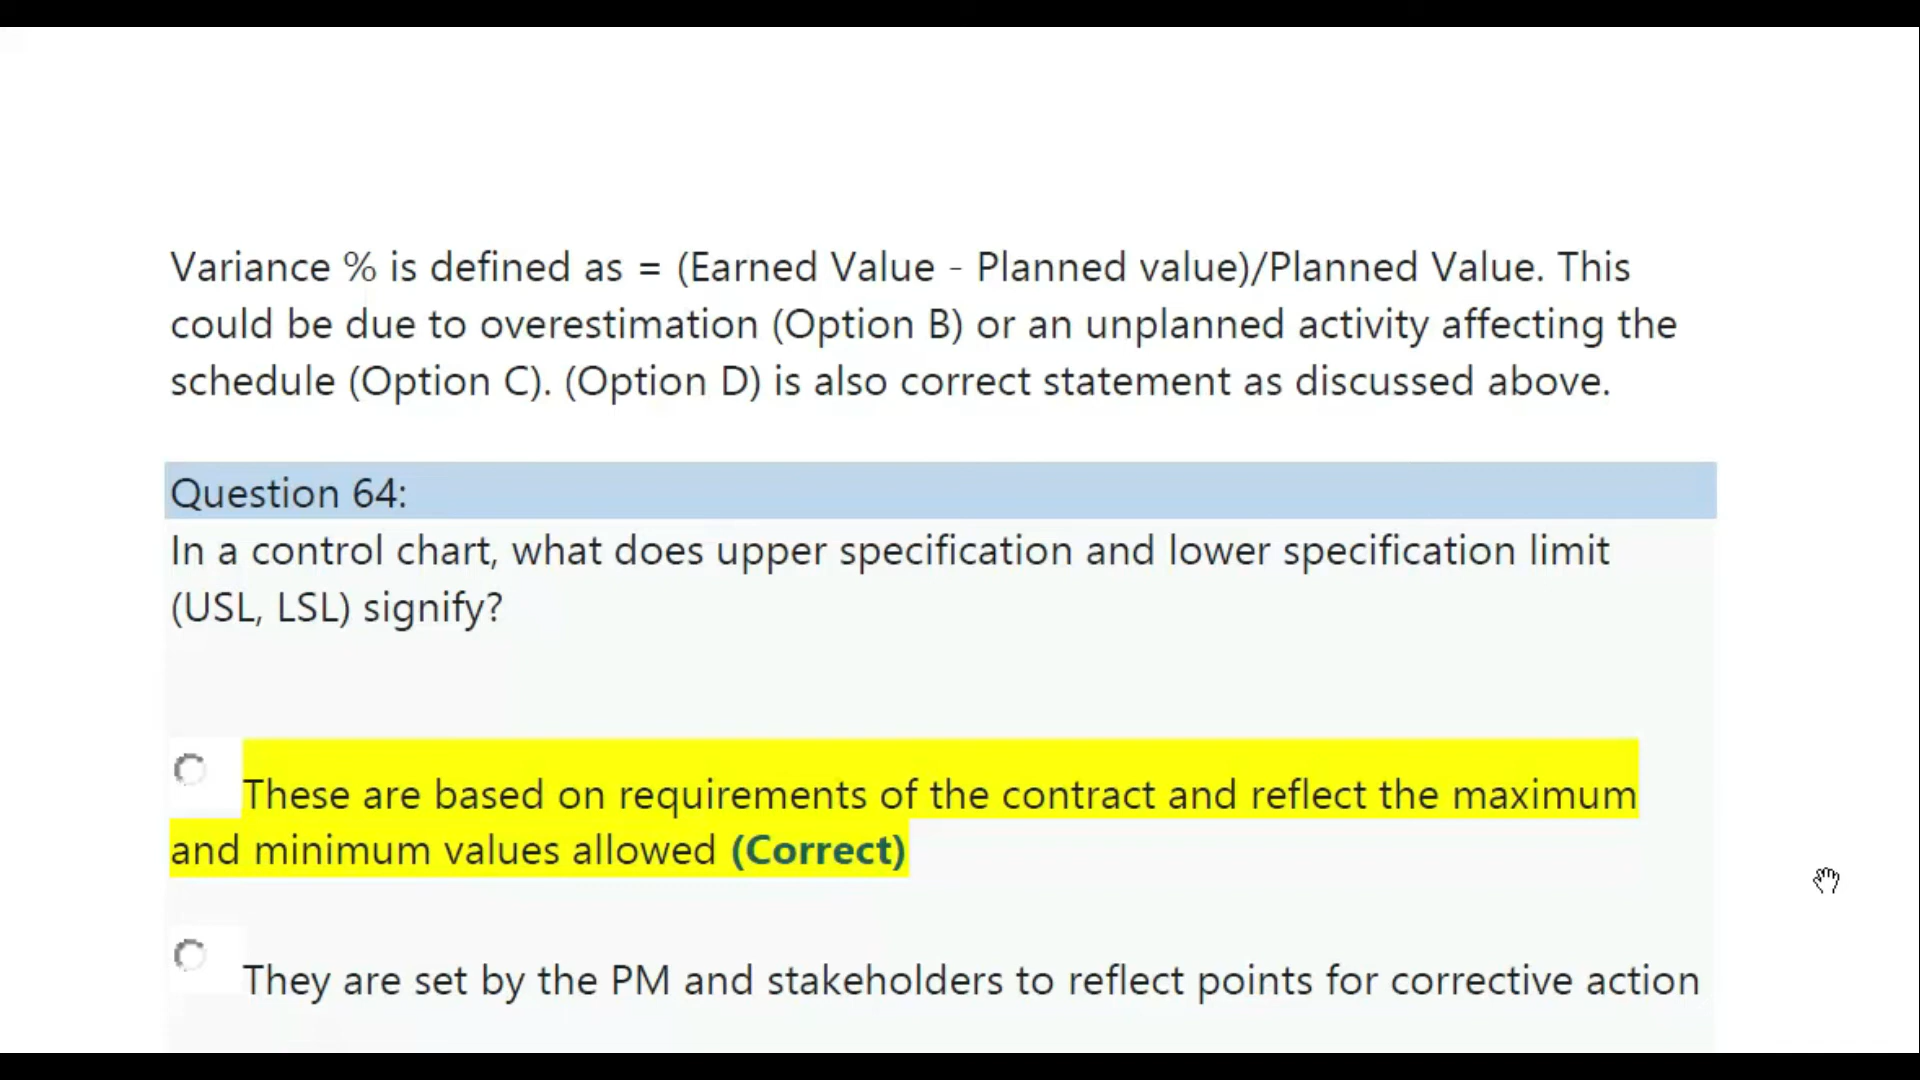 Variance % is defined as = (Earned Value - Planned value)/Planned Value. This
could be due to overestimation (Option B) or an unplanned activity affecting the
schedule (Option C). (Option D) is also correct statement as discussed above.
Question 64:
In a control chart, what does upper specification and lower specification limit
(USL, LSL) signify?
These are based on requirements of the contract and reflect the maximum
and minimum values allowed (Correct)
They are set by the PM and stakeholders to reflect points for corrective action